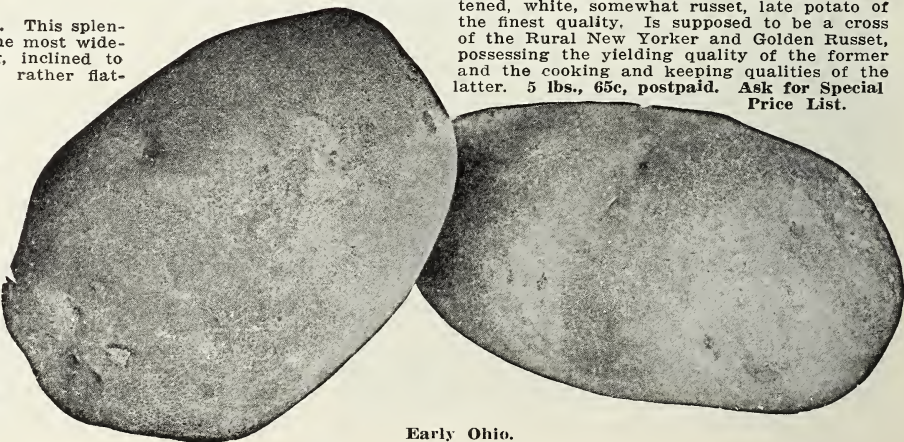 . This splen-
e most wide-
, inclined to
rather flat-
tened, white, somewhat russet, late potato of
the finest quality. Is supposed to be a cross
of the Rural New Yorker and Golden Russet,
possessing the yielding quality of the former
and the cooking and keeping qualities of the
latter. 5 lbs., 65c, postpaid. Ask for Special
Price List.
Early Ohio.